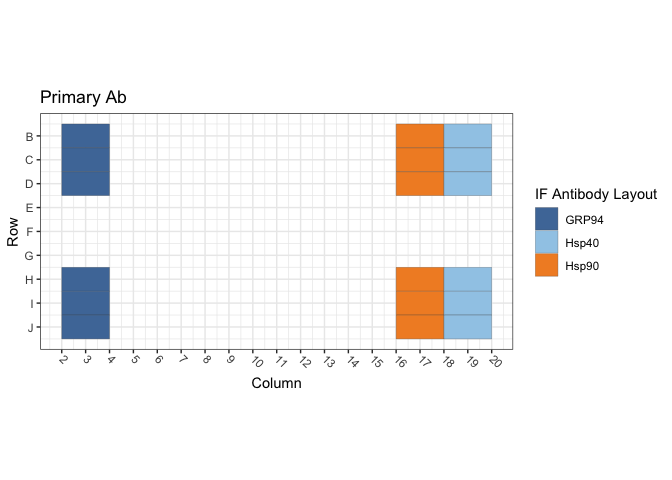 Primary Ab
B
C
D
E
F
G
H
I
J
Row
2 3 4 5 6 7 8 9 10 11 12 13 14 15 16 17 18 19 20
Column
IF Antibody Layout
GRP94
Hsp40
Hsp90